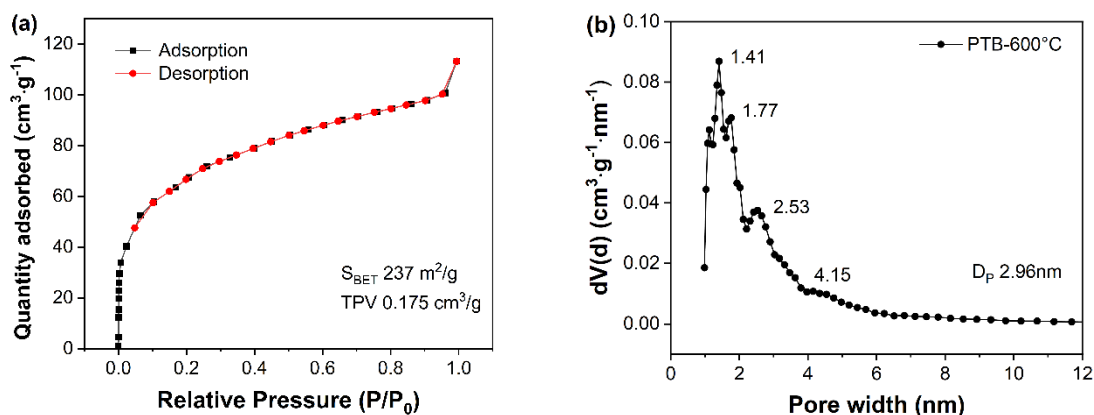 (a)
Adsorption
Desorption
S_BET 237 m²/g
TPV 0.175 cm³/g
Quantity adsorbed (cm³·g⁻¹)
0
20
40
60
80
100
120
0.0 0.2 0.4 0.6 0.8 1.0
Relative Pressure (P/P₀)
(b)
PTB-600°C
1.41
1.77
2.53
4.15
D_P 2.96nm
dV(d) (cm³·g⁻¹·nm⁻¹)
0.00
0.02
0.04
0.06
0.08
0.10
0 2 4 6 8 10 12
Pore width (nm)